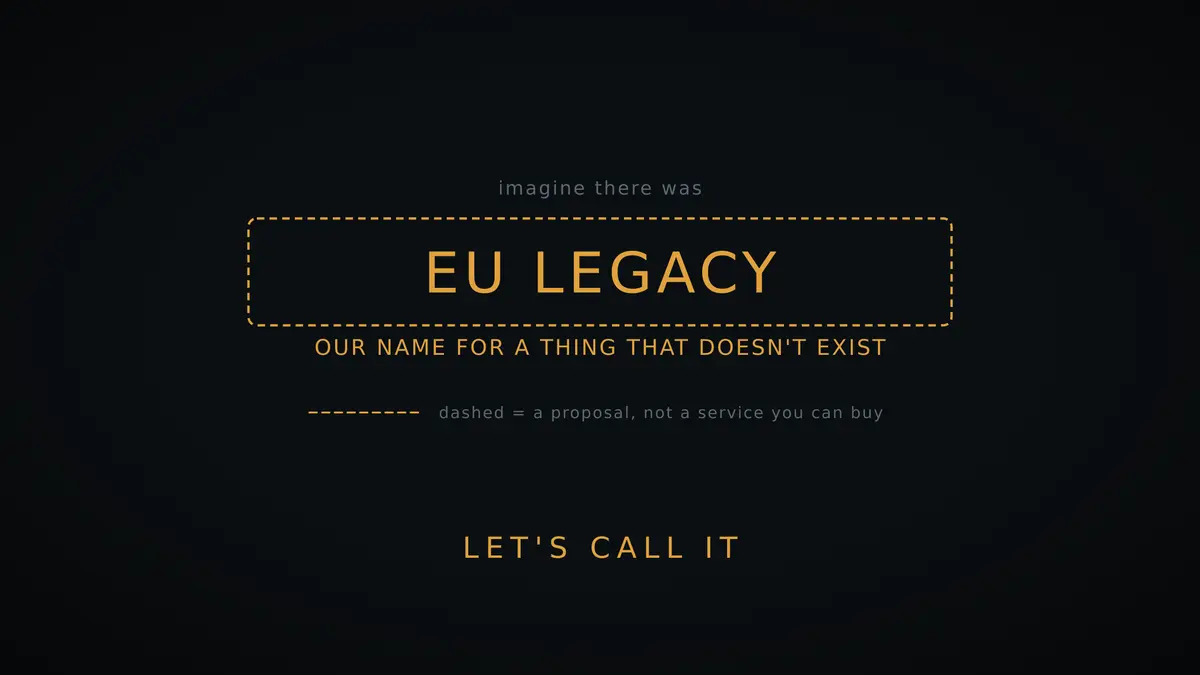 imagine there was
EU LEGACY
OUR NAME FOR A THING THAT DOESN'T EXIST
dashed = a proposal, not a service you can buy
LET'S CALL IT